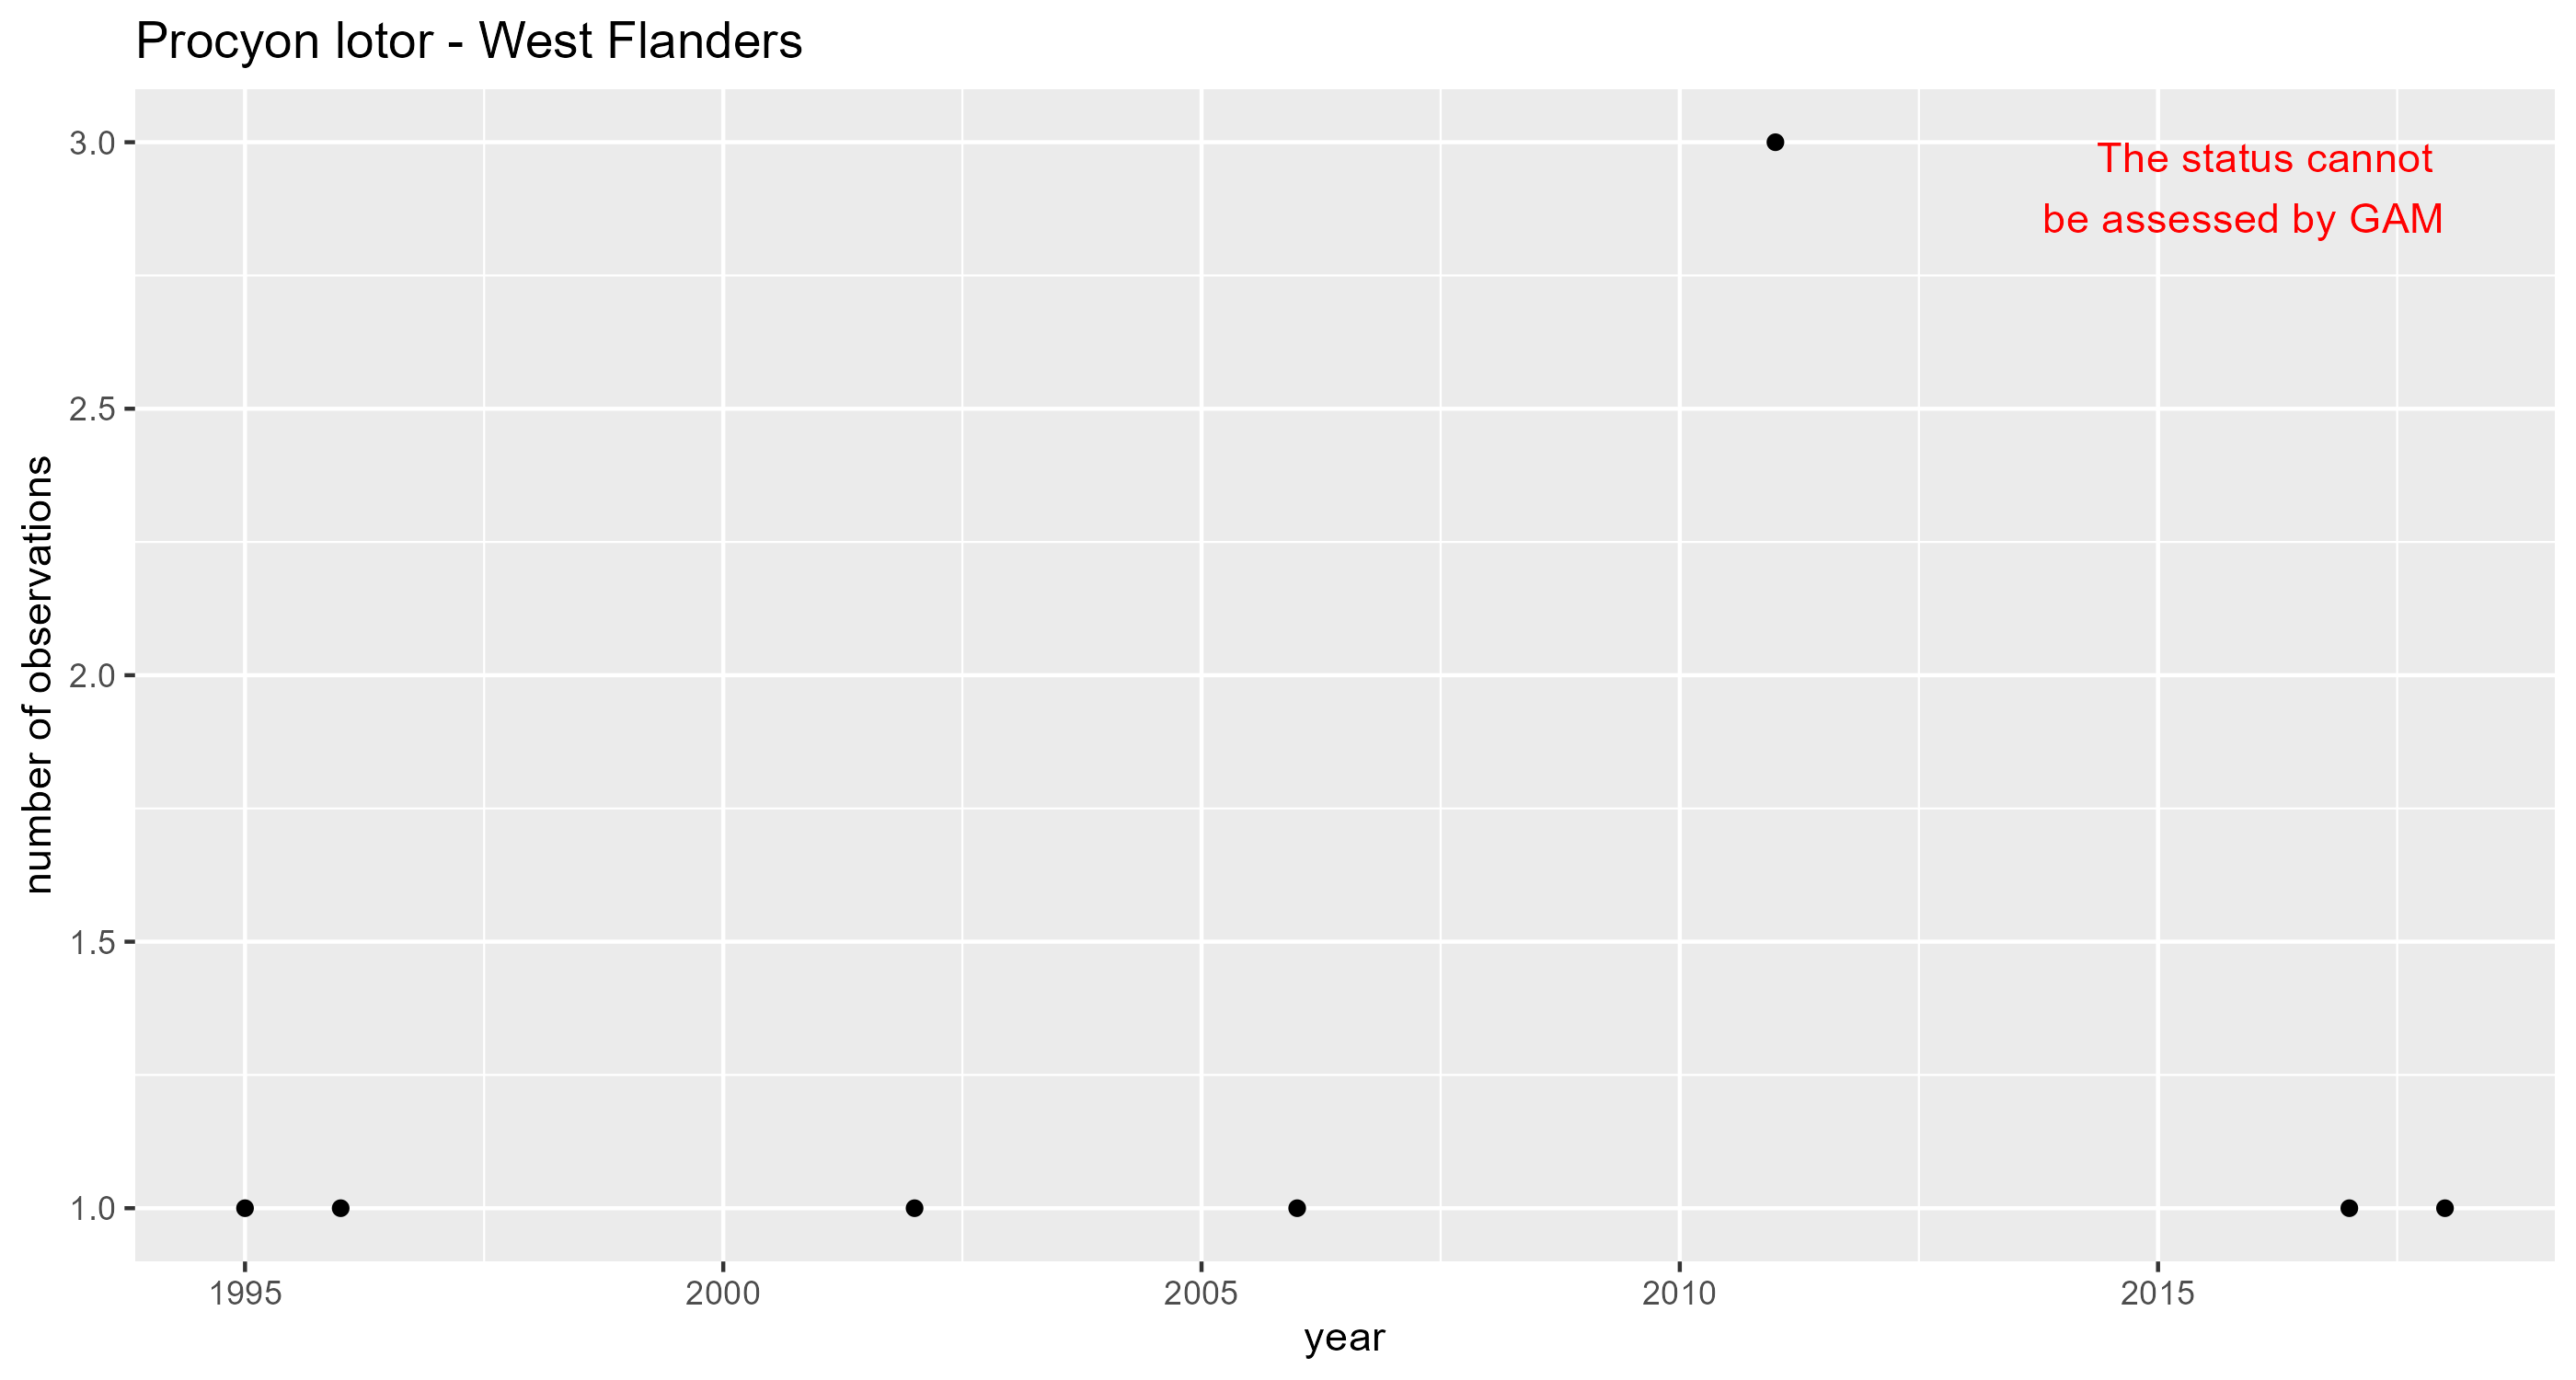 Procyon lotor - West Flanders
3.0
2.5
2.0
1.5
1.0
number of observations
The status cannot
be assessed by GAM
1995
2000
2005
2010
2015
year